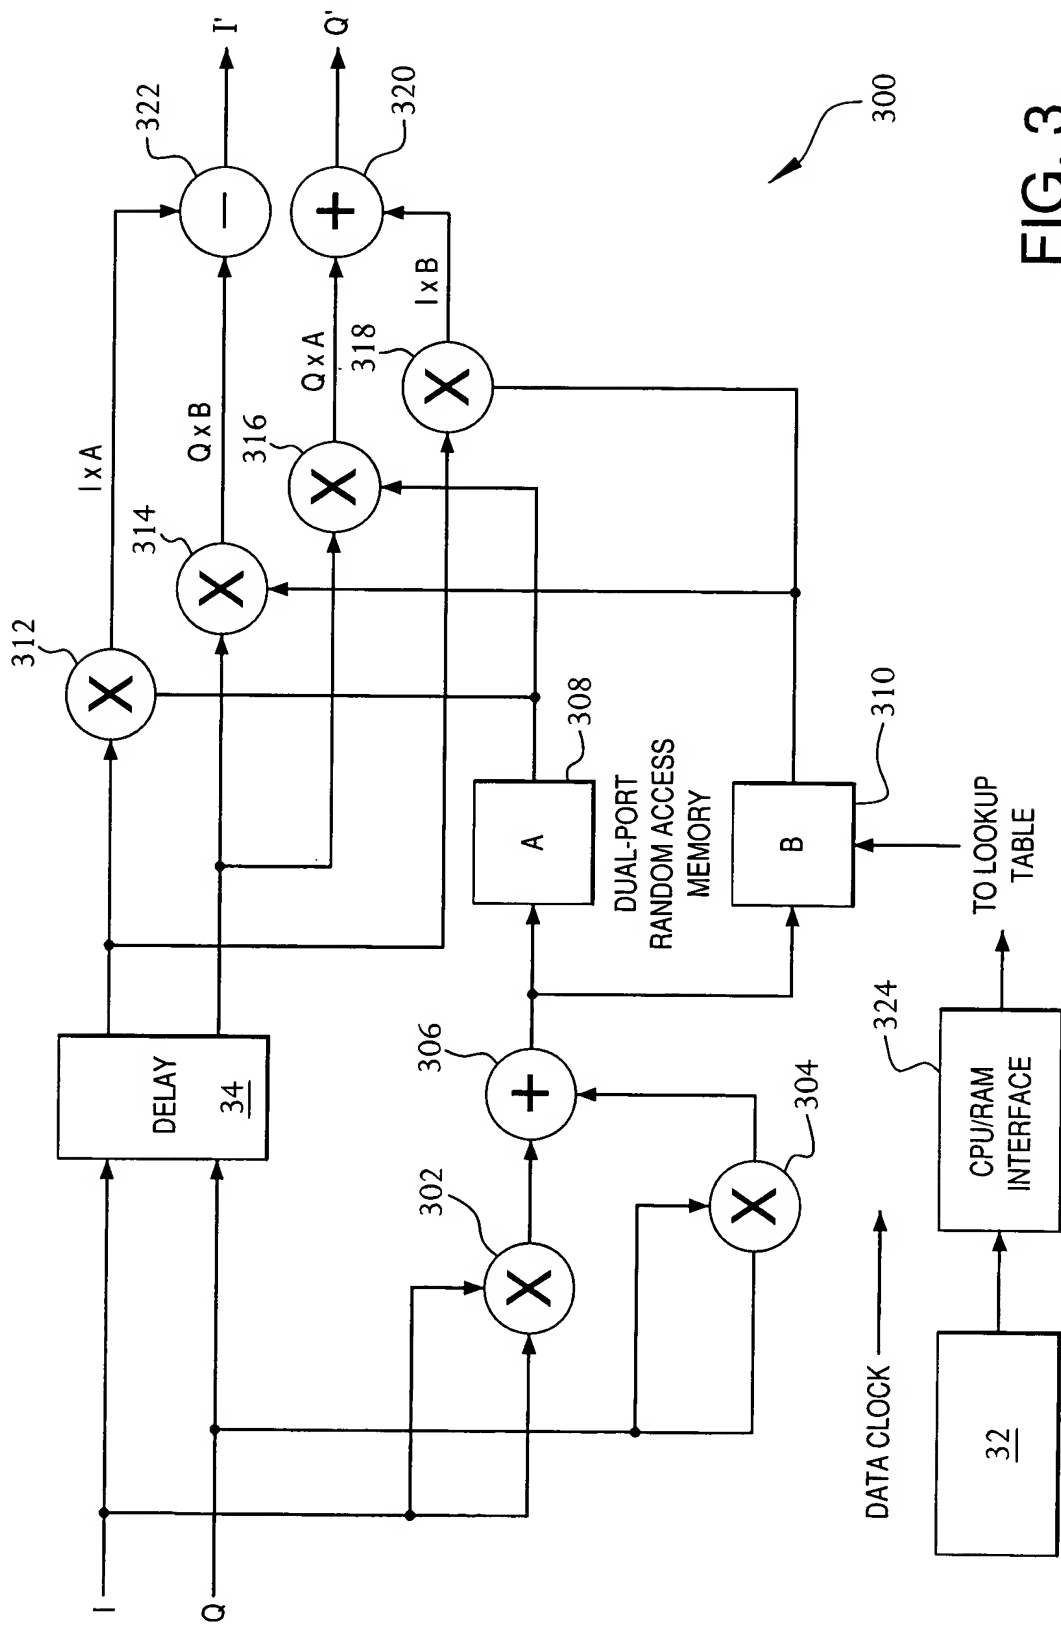 I
Q
DELAY
34
312
314
316
318
I x A
Q x B
Q x A
I x B
322
320
I'
Q'
X
X
X
X
−
+
302
X
304
X
306
+
A
308
DUAL-PORT
RANDOM ACCESS
MEMORY
B
310
TO LOOKUP
TABLE
324
CPU/RAM
INTERFACE
DATA CLOCK
32
300
FIG. 3